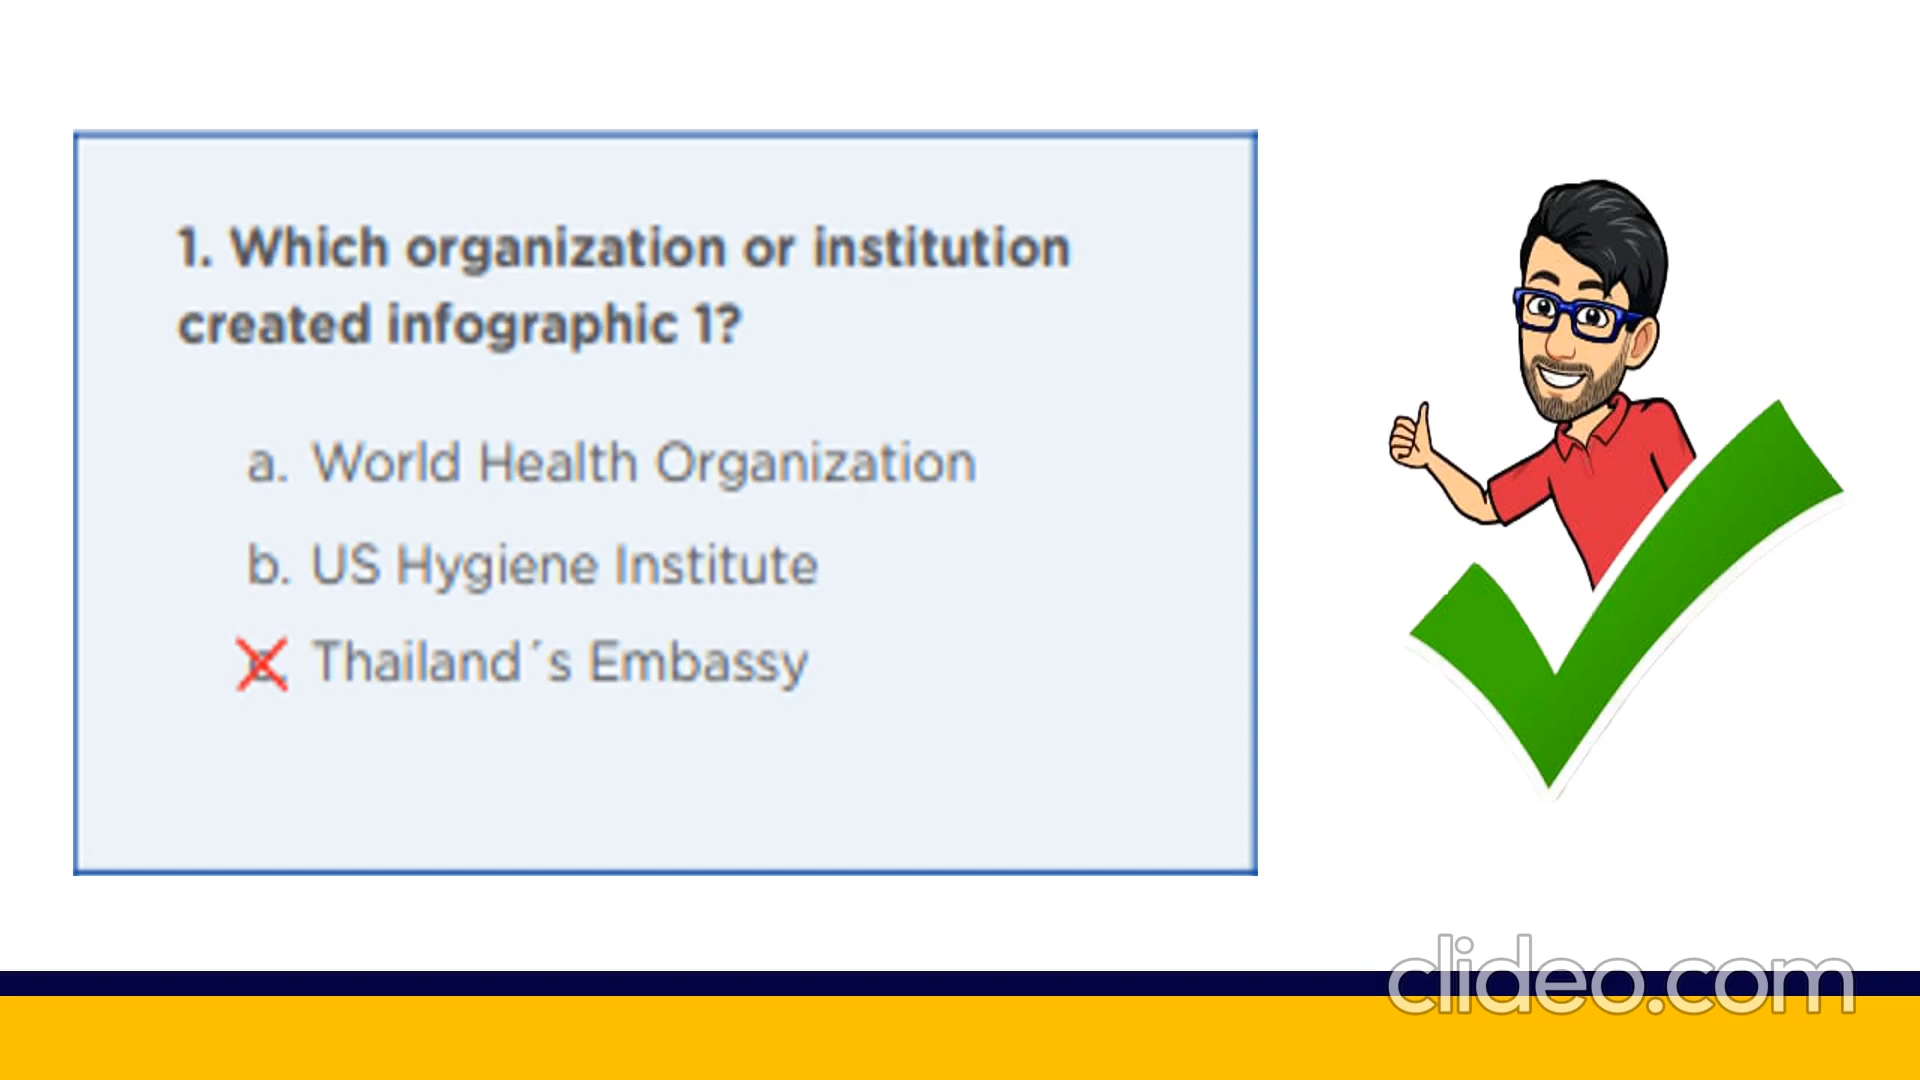 1. Which organization or institution
created infographic 1?
a. World Health Organization
b. US Hygiene Institute
Thailand´s Embassy
clideo.com